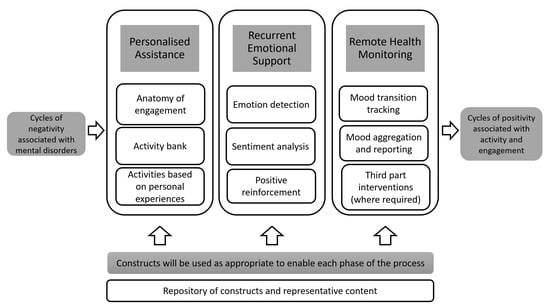 Cycles of
negativity
associated with
mental disorders
Personalised
Assistance
Anatomy of
engagement
Activity bank
Activities based
on personal
experiences
Recurrent
Emotional
Support
Emotion detection
Sentiment analysis
Positive
reinforcement
Remote Health
Monitoring
Mood transition
tracking
Mood aggregation
and reporting
Third part
interventions
(where required)
Cycles of positivity
associated with
activity and
engagement
Constructs will be used as appropriate to enable each phase of the process
Repository of constructs and representative content